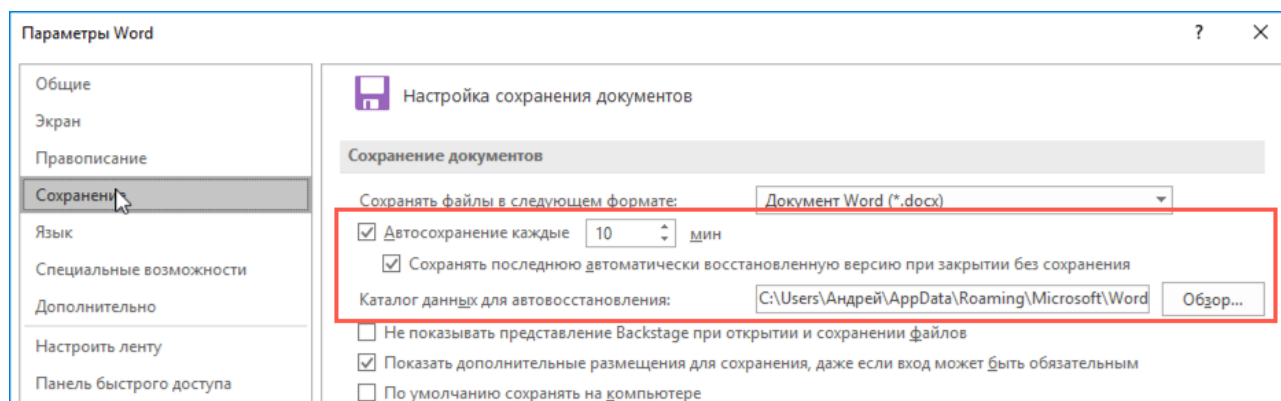 Параметры Word
?
Общие
Экран
Правописание
Сохранение
Язык
Специальные возможности
Дополнительно
Настроить ленту
Панель быстрого доступа
Настройка сохранения документов
Сохранение документов
Сохранять файлы в следующем формате: Документ Word (*.docx)
Автосохранение каждые 10 мин
Сохранять последнюю автоматически восстановленную версию при закрытии без сохранения
Каталог данных для автовосстановления: C:\Users\Андрей\AppData\Roaming\Microsoft\Word Обзор...
Не показывать представление Backstage при открытии и сохранении файлов
Показать дополнительные размещения для сохранения, даже если вход может быть обязательным
По умолчанию сохранять на компьютере